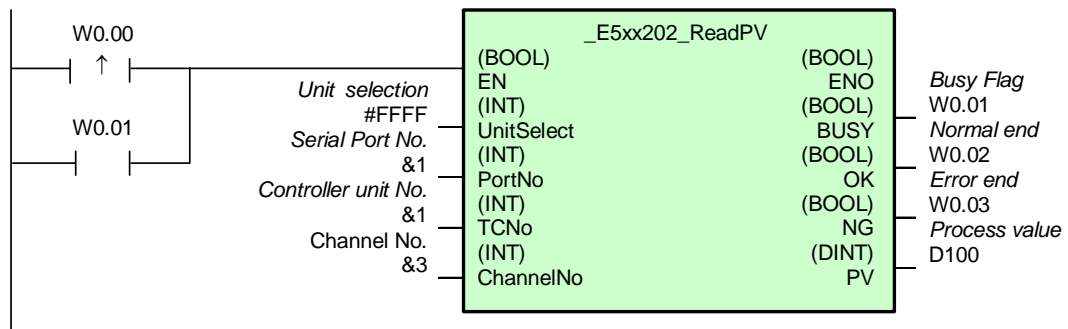 W0.00
↑
W0.01
Unit selection
#FFFF
Serial Port No.
&1
Controller unit No.
&1
Channel No.
&3
_E5xx202_ReadPV
(BOOL)
EN
(INT)
UnitSelect
(INT)
PortNo
(INT)
TCNo
(INT)
ChannelNo
(BOOL)
ENO
(BOOL)
BUSY
(BOOL)
OK
(BOOL)
NG
(DINT)
PV
Busy Flag
W0.01
Normal end
W0.02
Error end
W0.03
Process value
D100